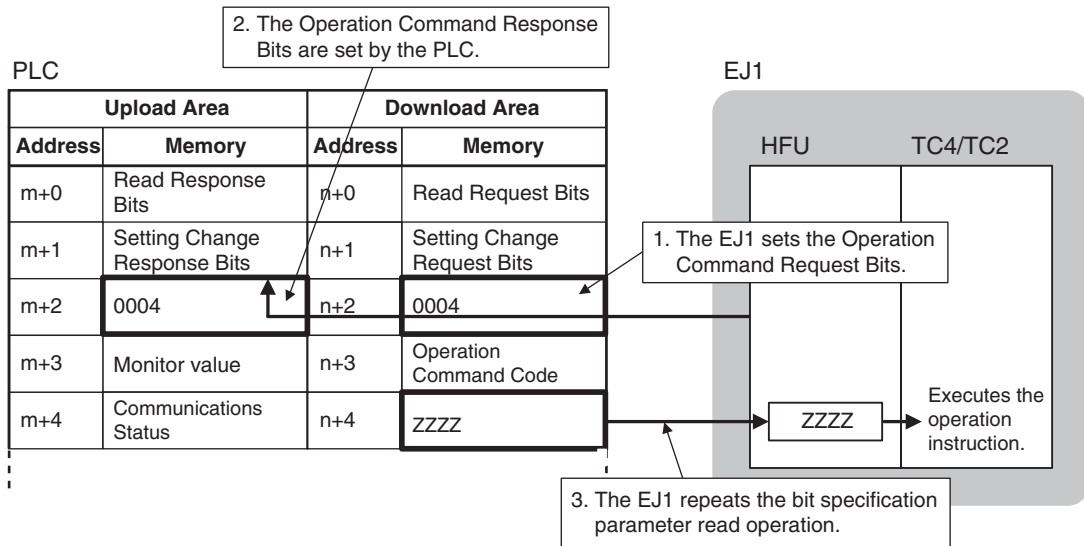 2. The Operation Command Response
Bits are set by the PLC.
PLC
EJ1
Upload Area Download Area
Address Memory Address Memory
HFU TC4/TC2
m+0 Read Response
Bits n+0 Read Request Bits
m+1 Setting Change
Response Bits n+1 Setting Change
Request Bits
1. The EJ1 sets the Operation
Command Request Bits.
m+2 0004 n+2 0004
m+3 Monitor value n+3 Operation
Command Code
m+4 Communications
Status n+4 ZZZZ
ZZZZ
Executes the
operation
instruction.
3. The EJ1 repeats the bit specification
parameter read operation.